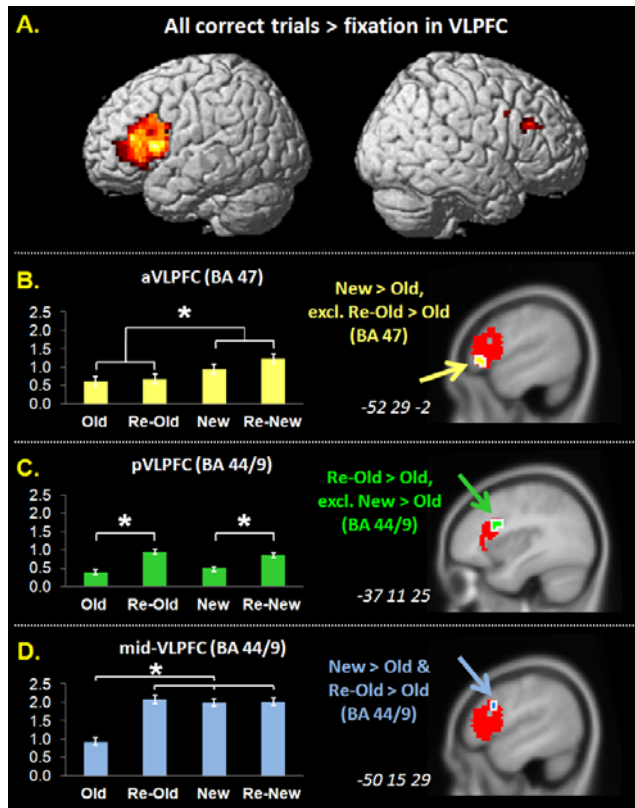 A.
All correct trials > fixation in VLPFC
B.
aVLPFC (BA 47)
2.5
2.0
1.5
1.0
0.5
0.0
*
Old Re-Old New Re-New
New > Old,
excl. Re-Old > Old
(BA 47)
-52 29 -2
C.
pVLPFC (BA 44/9)
2.5
2.0
1.5
1.0
0.5
0.0
* *
Old Re-Old New Re-New
Re-Old > Old,
excl. New > Old
(BA 44/9)
-37 11 25
D.
mid-VLPFC (BA 44/9)
2.5
2.0
1.5
1.0
0.5
0.0
*
Old Re-Old New Re-New
New > Old &
Re-Old > Old
(BA 44/9)
-50 15 29